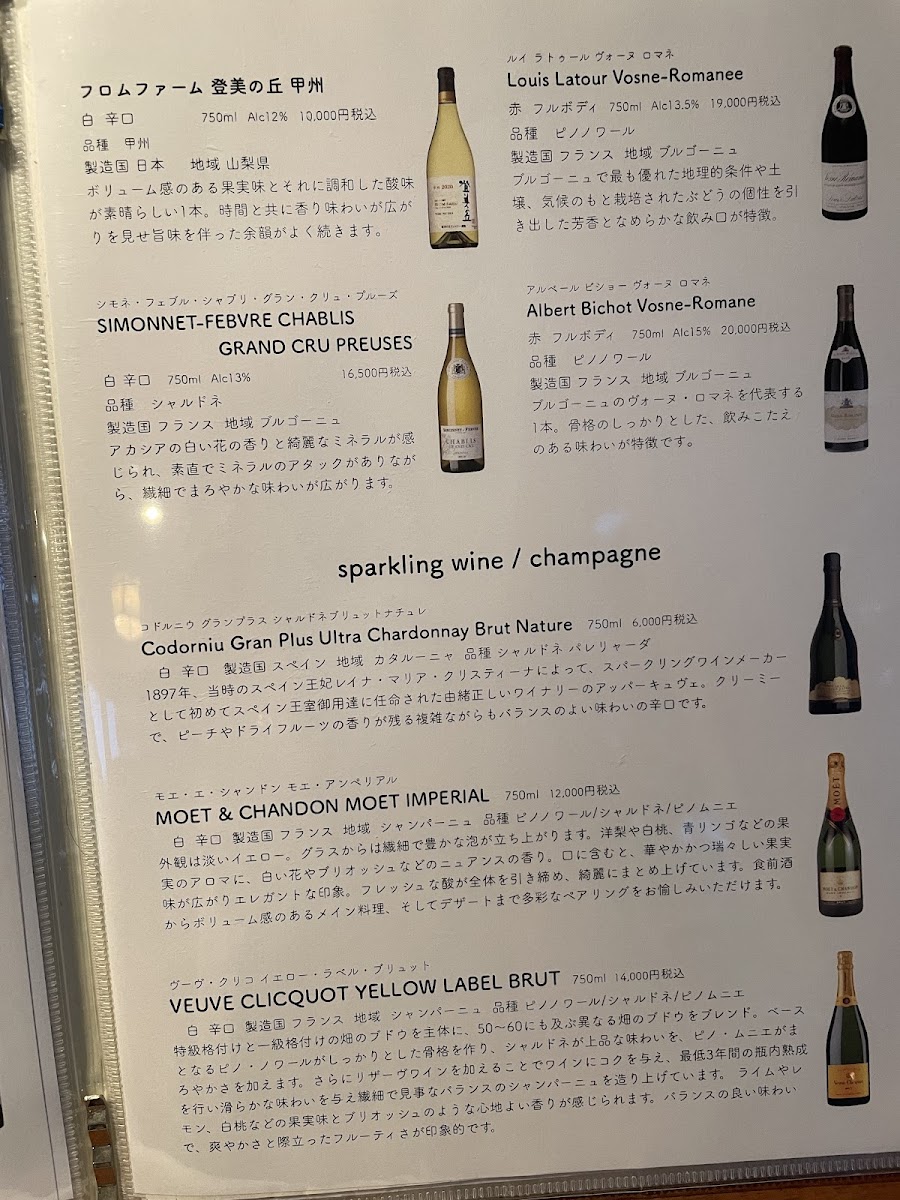 フロムファーム 登美の丘 甲州
白 辛口 750ml Alc12% 10,000円税込
品種 甲州
製造国 日本 地域 山梨県
ボリューム感のある果実味とそれに調和した酸味
が素晴らしい1本。時間と共に香り味わいが広が
りを見せ旨味を伴った余韻がよく続きます。
シモネ・フェブル・シャブリ・グラン・クリュ・プルーズ
SIMONNET-FEBVRE CHABLIS
GRAND CRU PREUSES
白 辛口 750ml Alc13% 16,500円税込
品種 シャルドネ
製造国 フランス 地域 ブルゴーニュ
アカシアの白い花の香りと綺麗なミネラルが感
じられ、素直でミネラルのアタックがありなが
ら、繊細でまろやかな味わいが広がります。
ルイ ラトゥール ヴォーヌ ロマネ
Louis Latour Vosne-Romanee
赤 フルボディ 750ml Alc13.5% 19,000円税込
品種 ピノノワール
製造国 フランス 地域 ブルゴーニュ
ブルゴーニュで最も優れた地理的条件や土
壌、気候のもと栽培されたぶどうの個性を引
き出した芳香となめらかな飲み口が特徴。
アルベール ビショー ヴォーヌ ロマネ
Albert Bichot Vosne-Romane
赤 フルボディ 750ml Alc15% 20,000円税込
品種 ピノノワール
製造国 フランス 地域 ブルゴーニュ
ブルゴーニュのヴォーヌ・ロマネを代表する
1本。骨格のしっかりとした、飲みごたえ
のある味わいが特徴です。
sparkling wine / champagne
コドルニウ グランプラス シャルドネブリュットナチュレ
Codorniu Gran Plus Ultra Chardonnay Brut Nature 750ml 6,000円税込
白 辛口 製造国 スペイン 地域 カタルーニャ 品種 シャルドネ パレリャーダ
1897年、当時のスペイン王妃レイナ・マリア・クリスティーナによって、スパークリングワインメーカー
として初めてスペイン王室御用達に任命された由緒正しいワイナリーのアッパーキュヴェ。クリーミー
で、ピーチやドライフルーツの香りが残る複雑ながらもバランスのよい味わいの辛口です。
モエ・エ・シャンドン モエ・アンペリアル
MOET & CHANDON MOET IMPERIAL 750ml 12,000円税込
白 辛口 製造国 フランス 地域 シャンパーニュ 品種 ピノノワール/シャルドネ/ピノムニエ
外観は淡いイエロー。グラスからは繊細で豊かな泡が立ち上がります。洋梨や白桃、青リンゴなどの果
実のアロマに、白い花やブリオッシュなどのニュアンスの香り。口に含むと、華やかかつ瑞々しい果実
味が広がりエレガントな印象。フレッシュな酸が全体を引き締め、綺麗にまとめ上げています。食前酒
からボリューム感のあるメイン料理、そしてデザートまで多彩なペアリングをお愉しみいただけます。
ヴーヴ・クリコ イエロー・ラベル・ブリュット
VEUVE CLICQUOT YELLOW LABEL BRUT 750ml 14,000円税込
白 辛口 製造国 フランス 地域 シャンパーニュ 品種 ピノノワール/シャルドネ/ピノムニエ
特級格付けと一級格付けの畑のブドウを主体に、50～60にも及ぶ異なる畑のブドウをブレンド。ベース
となるピノ・ノワールがしっかりとした骨格を作り、シャルドネが上品な味わいを、ピノ・ムニエがま
ろやかさを加えます。さらにリザーヴワインを加えることでワインにコクを与え、最低3年間の瓶内熟成
を行い滑らかな味わいを与え繊細で見事なバランスのシャンパーニュを造り上げています。ライムやレ
モン、白桃などの果実味とブリオッシュのような心地よい香りが感じられます。バランスの良い味わい
で、爽やかさと際立ったフルーティさが印象的です。